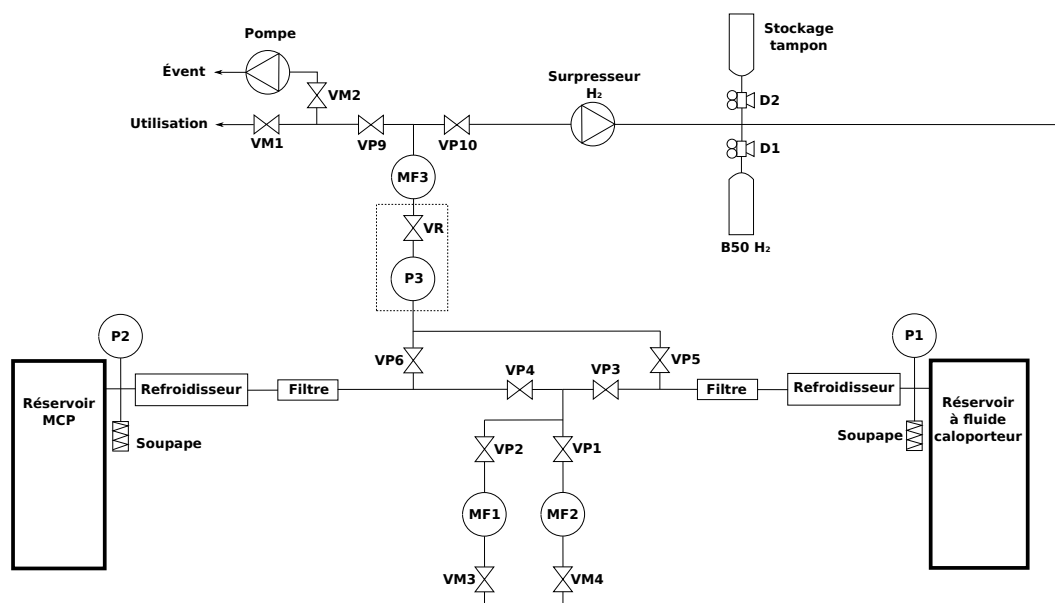 Stockage
tampon
Pompe
Évent
VM2
Surpresseur
H₂
D2
Utilisation
VM1
VP9
VP10
D1
MF3
VR
B50 H₂
P3
P2
P1
VP6
VP5
VP4
VP3
Réservoir
MCP
Refroidisseur
Filtre
Filtre
Refroidisseur
Réservoir
à fluide
caloporteur
Soupape
Soupape
VP2
VP1
MF1
MF2
VM3
VM4